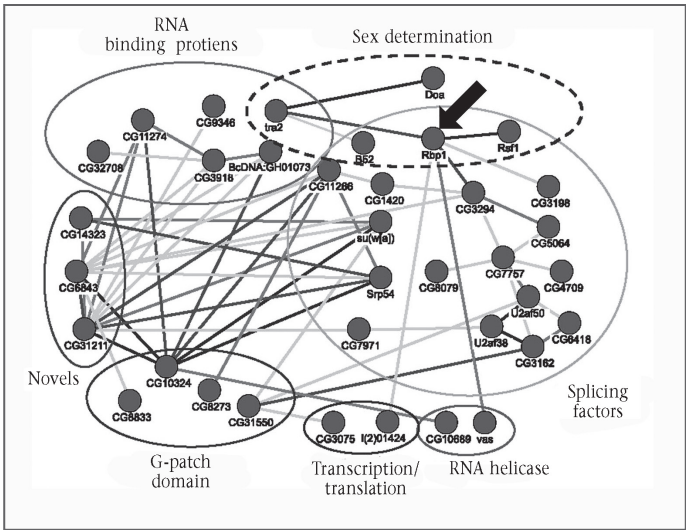 RNA
binding protiens
Sex determination
Doa
tra2
CG9346
CG11274
B52
Rbp1
Rsf1
CG32708
CG3918
BcDNA:GH01073
CG11266
CG1420
CG3294
CG3198
CG14323
su(w[a])
CG5064
CG6843
Srp54
CG8079
CG7757
CG4709
U2af50
CG31211
CG7971
U2af38
CG6418
CG3162
Novels
CG10324
CG8833
CG8273
CG31550
Splicing
factors
CG3075
l(2)01424
CG10669
vas
G-patch
domain
Transcription/
translation
RNA helicase